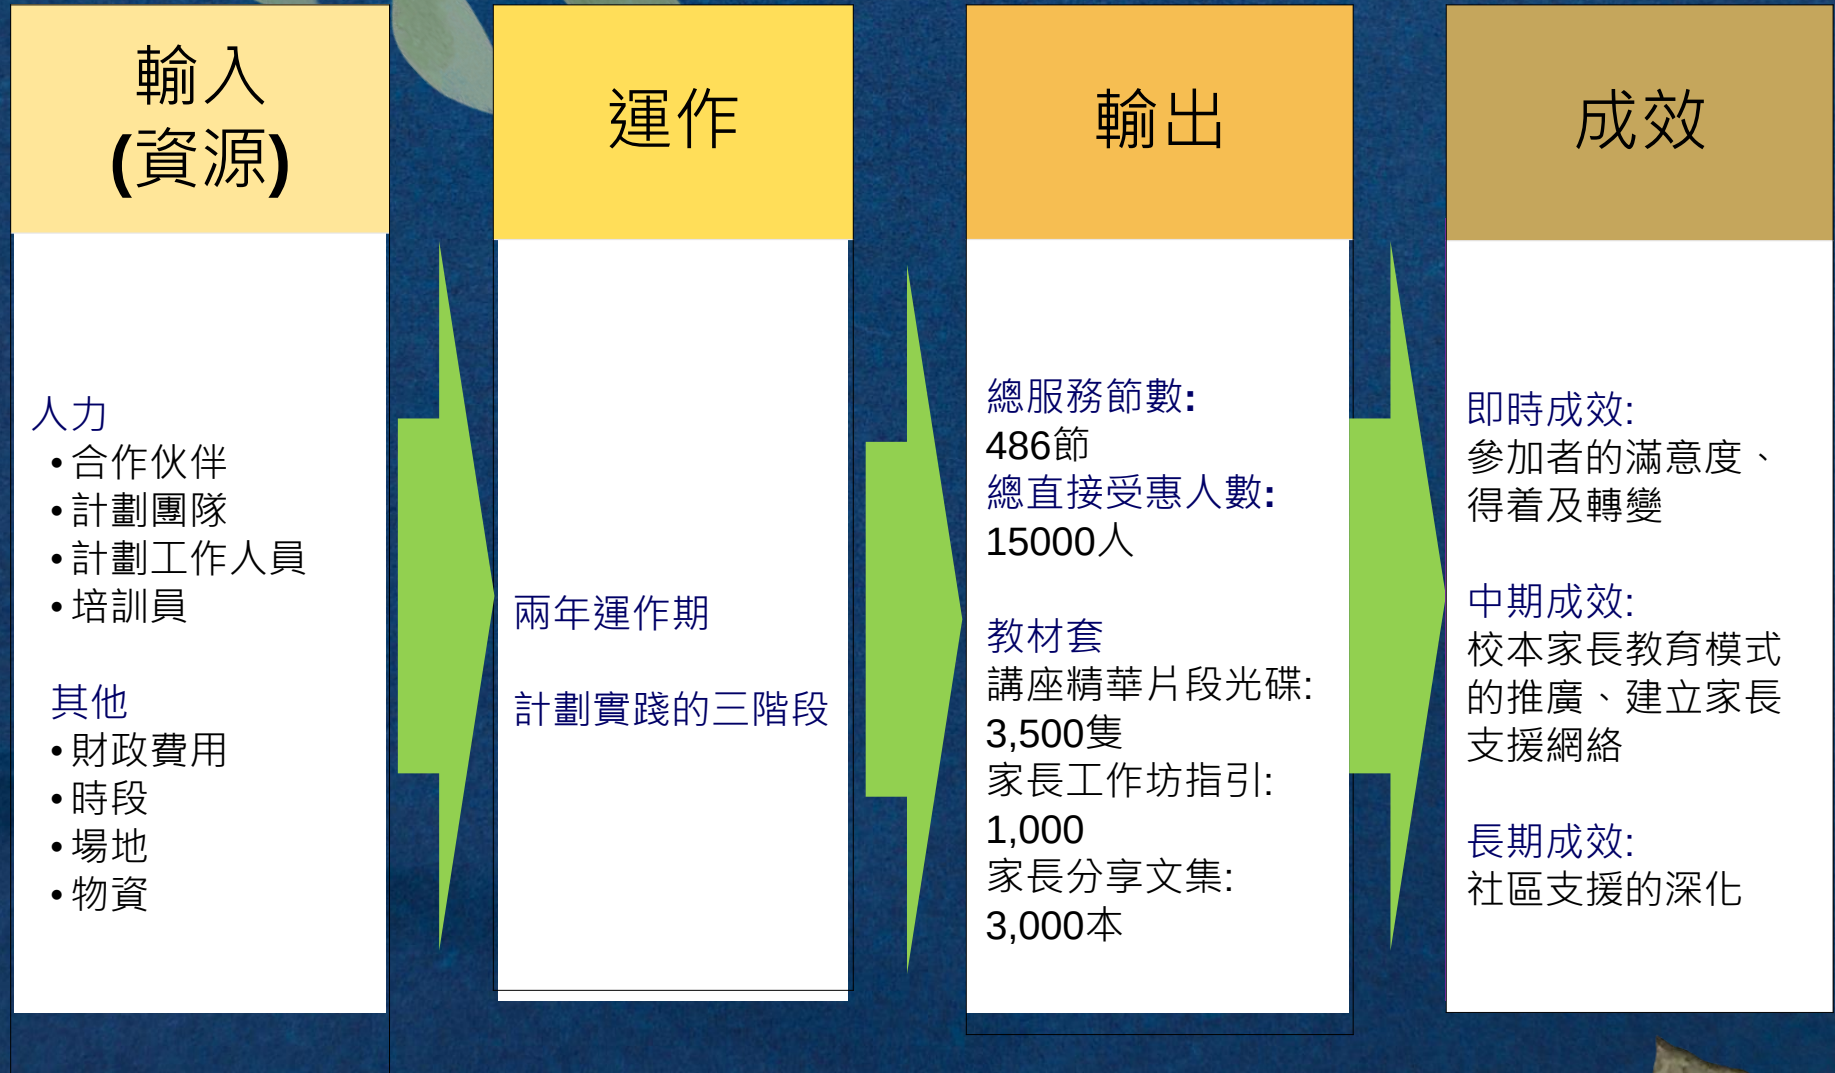 輸入
(資源)
人力
•合作伙伴
•計劃團隊
•計劃工作人員
•培訓員
其他
•財政費用
•時段
•場地
•物資
運作
兩年運作期
計劃實踐的三階段
輸出
總服務節數:
486節
總直接受惠人數:
15000人
教材套
講座精華片段光碟:
3,500隻
家長工作坊指引:
1,000
家長分享文集:
3,000本
成效
即時成效:
參加者的滿意度、
得着及轉變
中期成效:
校本家長教育模式
的推廣、建立家長
支援網絡
長期成效:
社區支援的深化